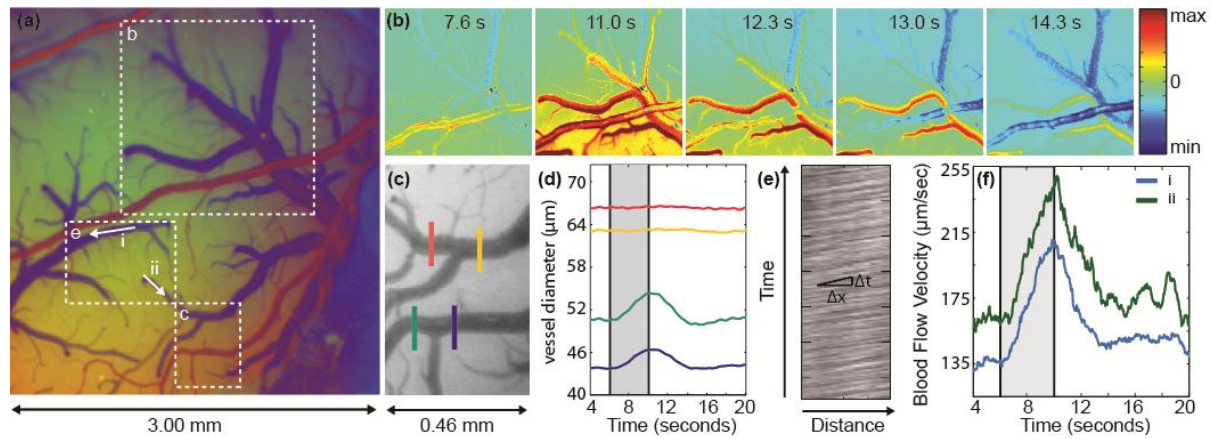 (a)
b
e
i
ii
c
3.00 mm
(b)
7.6 s
11.0 s
12.3 s
13.0 s
14.3 s
max
0
min
(c)
0.46 mm
(d)
vessel diameter (µm)
70
64
58
52
46
40
4 8 12 16 20
Time (seconds)
(e)
Time
Δt
Δx
Distance
(f)
Blood Flow Velocity (µm/sec)
255
215
175
135
i
ii
4 8 12 16 20
Time (seconds)